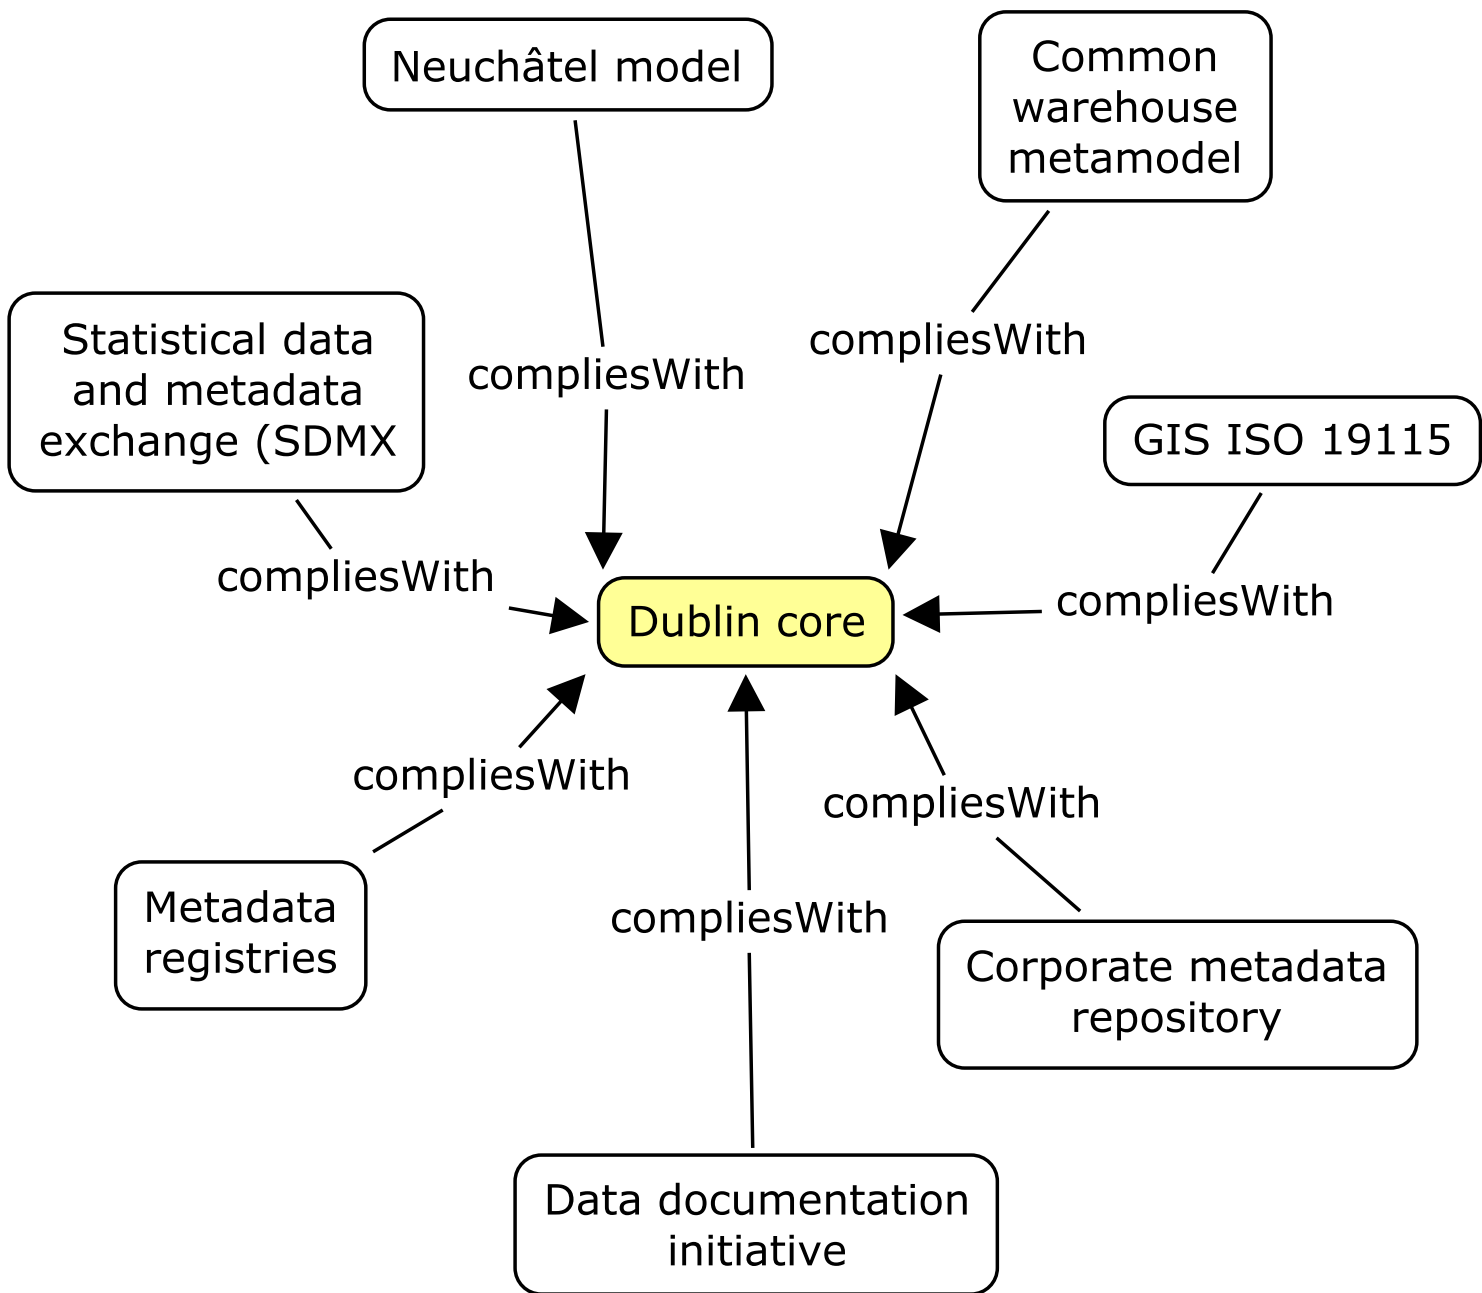 Neuchâtel model
Common
warehouse
metamodel
Statistical data
and metadata
exchange (SDMX
compliesWith
compliesWith
GIS ISO 19115
compliesWith
compliesWith
Dublin core
compliesWith
compliesWith
compliesWith
Metadata
registries
Corporate metadata
repository
Data documentation
initiative